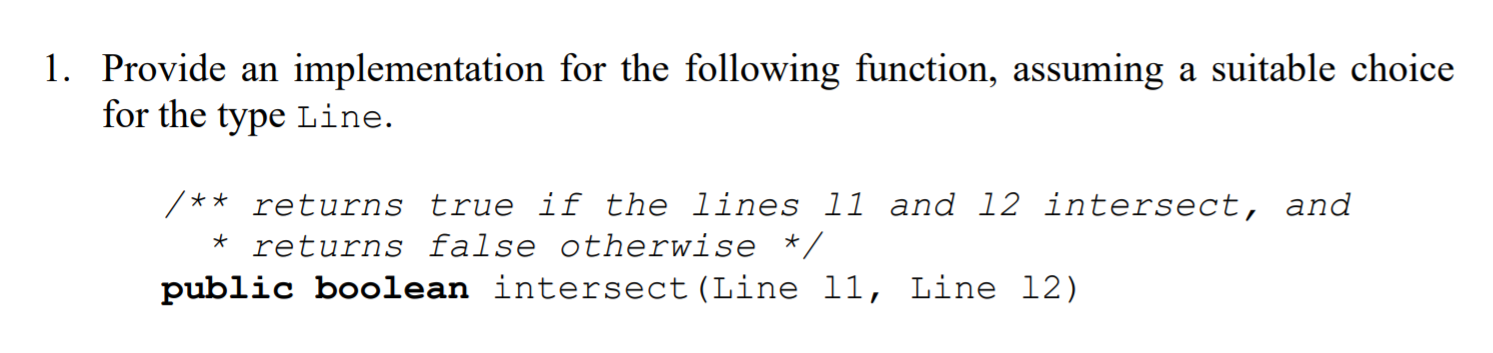 1. Provide an implementation for the following function, assuming a suitable choice
for the type Line.
/** returns true if the lines l1 and l2 intersect, and
* returns false otherwise */
public boolean intersect(Line l1, Line l2)